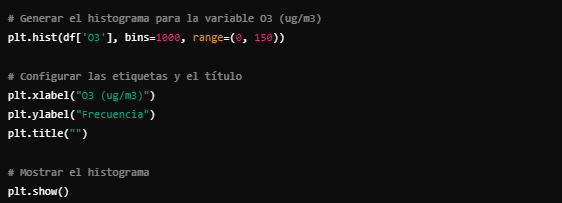 # Generar el histograma para la variable O3 (ug/m3)
plt.hist(df['O3'], bins=1000, range=(0, 150))
# Configurar las etiquetas y el título
plt.xlabel("O3 (ug/m3)")
plt.ylabel("Frecuencia")
plt.title("")
# Mostrar el histograma
plt.show()